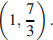 (1, 7/3).